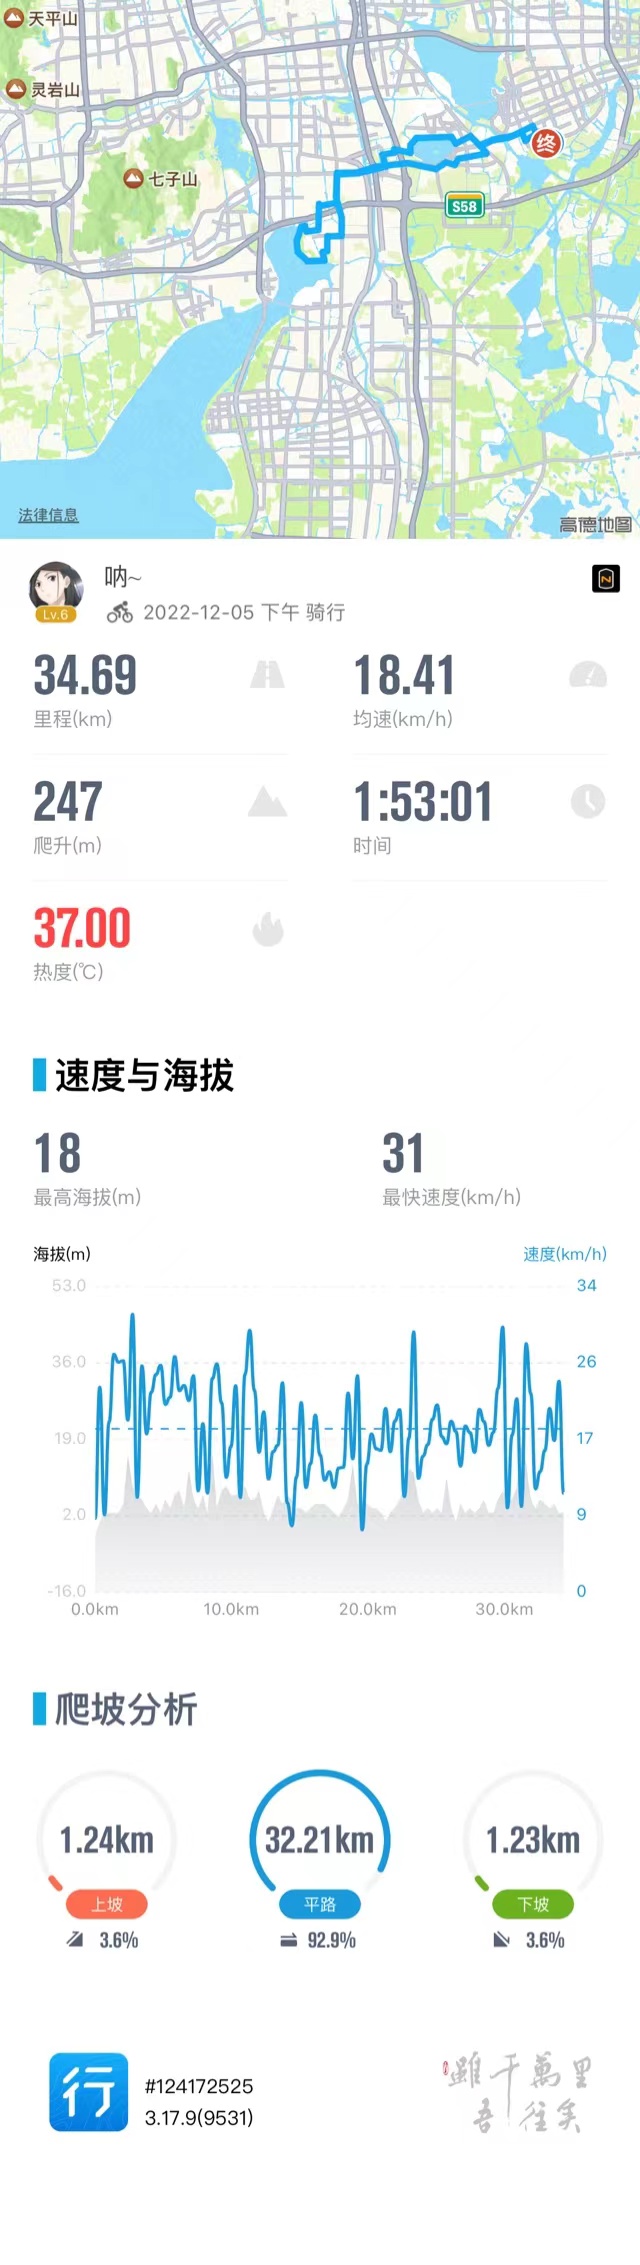 天平山
灵岩山
七子山
终
S58
法律信息
高德地图
呐~
Lv.6
2022-12-05 下午 骑行
34.69
18.41
里程(km)
均速(km/h)
247
1:53:01
爬升(m)
时间
37.00
热度(℃)
速度与海拔
18
31
最高海拔(m)
最快速度(km/h)
海拔(m)
速度(km/h)
53.0
34
36.0
26
19.0
17
2.0
9
-16.0
0
0.0km
10.0km
20.0km
30.0km
爬坡分析
1.24km
32.21km
1.23km
上坡
平路
下坡
3.6%
92.9%
3.6%
行
#124172525
3.17.9(9531)
雖千萬里
吾往矣